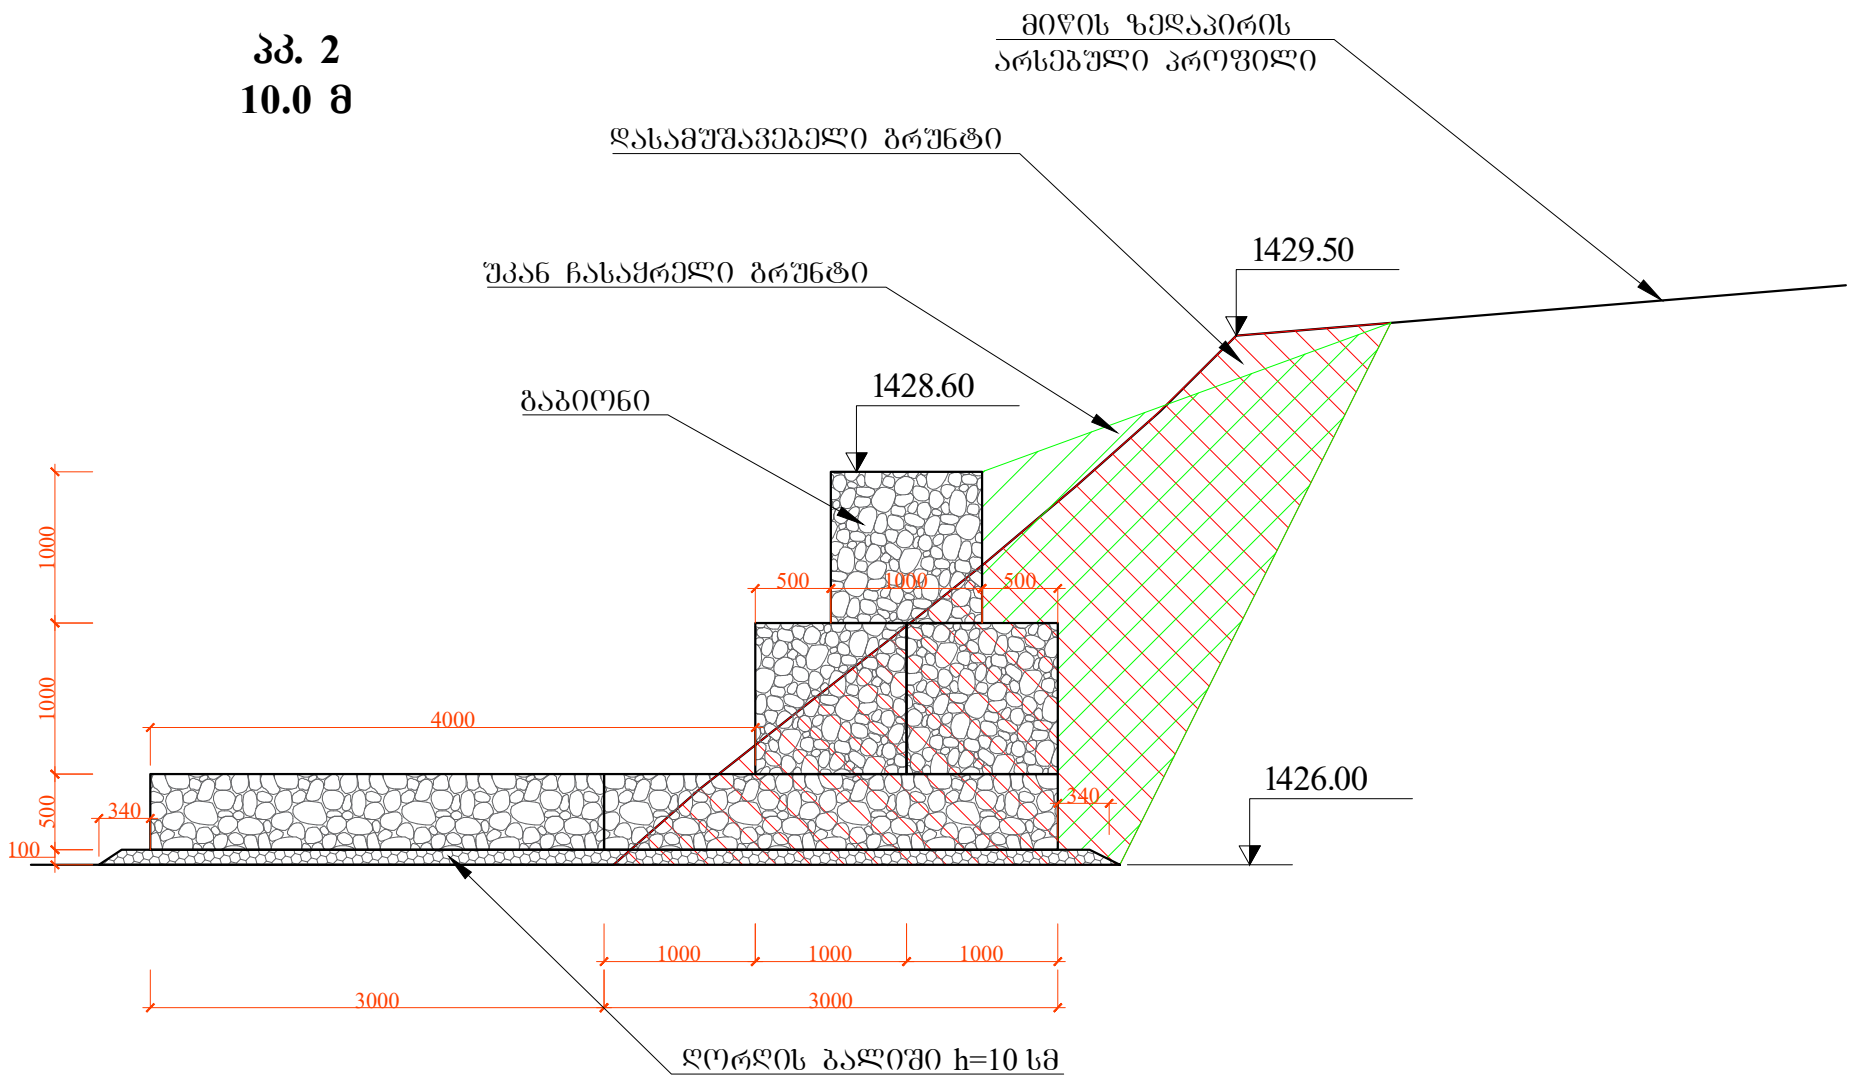 პკ. 2
10.0 მ
მიწის ზედაპირის
არსებული პროფილი
დასამუშავებელი გრუნტი
1429.50
უკან ჩასაყრელი გრუნტი
1428.60
გაბიონი
1000
500
1000
500
1000
4000
1426.00
340
340
500
100
1000
1000
1000
3000
3000
ღორღის ბალიში h=10 სმ